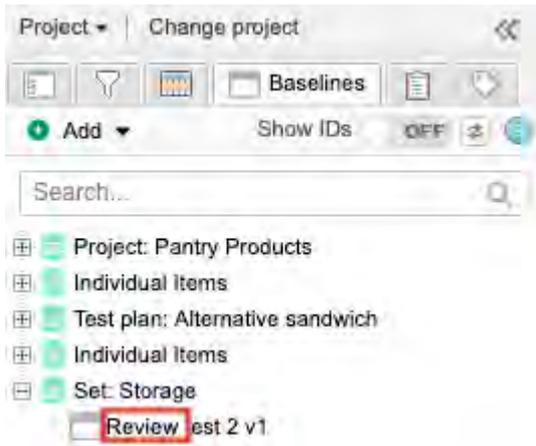 Project | Change project
Baselines
Add Show IDs OFF
Search...
Project: Pantry Products
Individual Items
Test plan: Alternative sandwich
Individual Items
Set: Storage
Review est 2 v1